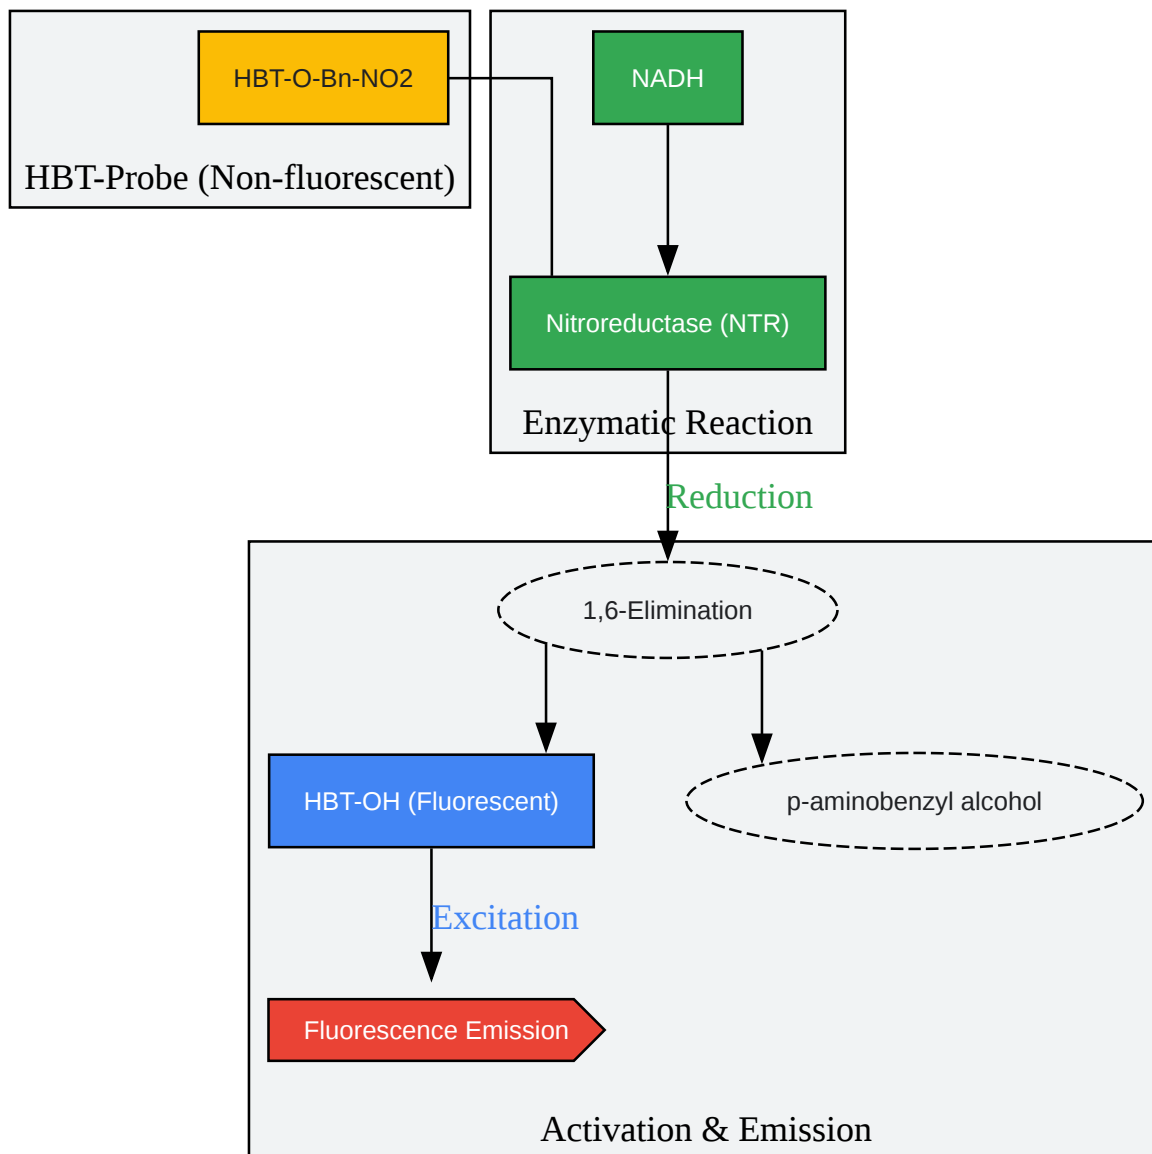 HBT-O-Bn-NO2
HBT-Probe (Non-fluorescent)
NADH
Nitroreductase (NTR)
Enzymatic Reaction
Reduction
1,6-Elimination
HBT-OH (Fluorescent)
p-aminobenzyl alcohol
Excitation
Fluorescence Emission
Activation & Emission